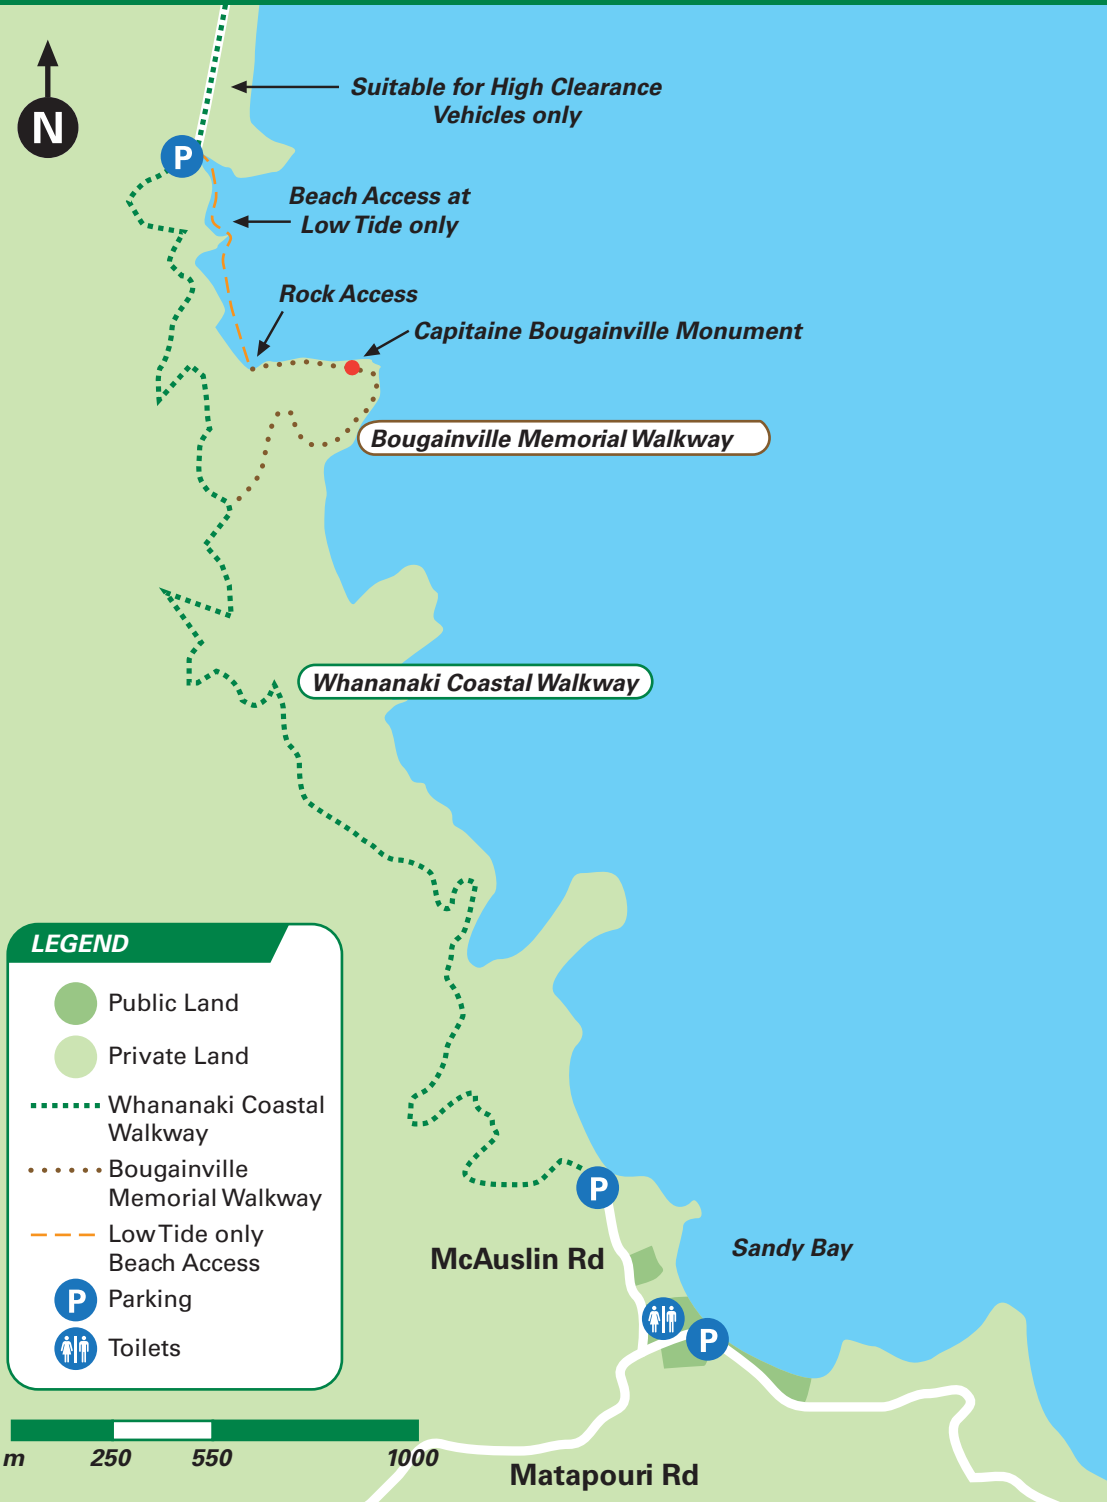 N
Suitable for High Clearance
Vehicles only
P
Beach Access at
Low Tide only
Rock Access
Capitaine Bougainville Monument
Bougainville Memorial Walkway
Whananaki Coastal Walkway
LEGEND
Public Land
Private Land
Whananaki Coastal
Walkway
Bougainville
Memorial Walkway
Low Tide only
Beach Access
P Parking
Toilets
P
McAuslin Rd
Sandy Bay
P
m 250 550 1000
Matapouri Rd